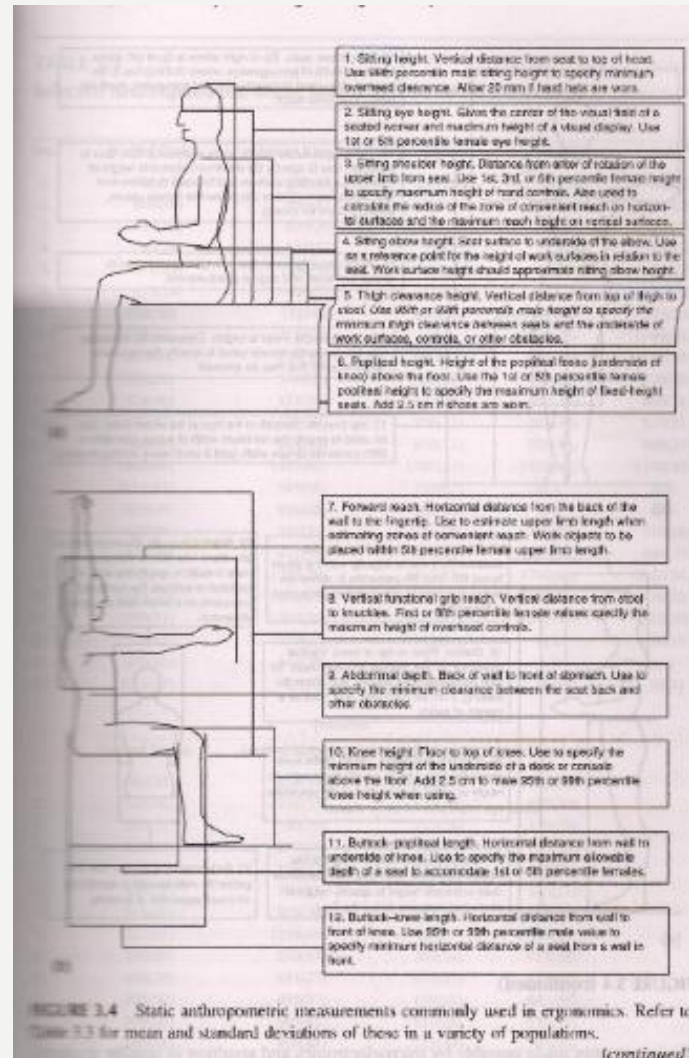 1. Sitting height. Vertical distance from seat to top of head.
Use 99th percentile male sitting height to specify minimum
overhead clearance. Allow 20 mm if hard hats are worn.
2. Sitting eye height. Gives the center of the visual field of a
seated worker and maximum height of a visual display. Use
1st or 5th percentile female eye height.
3. Sitting shoulder height. Distance from enter of rotation of the
upper limb from seat. Use 1st, 3rd, or 5th percentile female height
to specify maximum height of hand controls. Also used to
calculate the radius of the zone of convenient reach on horizon-
tal surfaces and the maximum reach height on vertical surfaces.
4. Sitting elbow height. Seat surface to underside of the elbow. Use
as a reference point for the height of work surfaces in relation to the
seat. Work surface height should approximate sitting elbow height.
5. Thigh clearance height. Vertical distance from top of thigh to
stool. Use 95th or 99th percentile male height to specify the
minimum thigh clearance between seats and the underside of
work surfaces, controls, or other obstacles.
6. Popliteal height. Height of the popliteal fossa (underside of
knee) above the floor. Use the 1st or 5th percentile female
popliteal height to specify the maximum height of fixed-height
seats. Add 2.5 cm if shoes are worn.
7. Forward reach. Horizontal distance from the back of the
wall to the fingertip. Use to estimate upper limb length when
estimating zones of convenient reach. Work objects to be
placed within 5th percentile female upper limb length.
8. Vertical functional grip reach. Vertical distance from stool
to knuckles. First or fifth percentile female values specify the
maximum height of overhead controls.
9. Abdominal depth. Back of wall to front of stomach. Use to
specify the minimum clearance between the seat back and
other obstacles.
10. Knee height. Floor to top of knee. Use to specify the
minimum height of the underside of a desk or console
above the floor. Add 2.5 cm to male 95th or 99th percentile
knee height when using.
11. Buttock-popliteal length. Horizontal distance from wall to
underside of knee. Use to specify the maximum allowable
depth of a seat to accomodate 1st or 5th percentile females.
12. Buttock-knee length. Horizontal distance from wall to
front of knee. Use 95th or 99th percentile male value to
specify minimum horizontal distance of a seat from a wall in
front.
(b)
FIGURE 3.4 Static anthropometric measurements commonly used in ergonomics. Refer to
Table 3.3 for mean and standard deviations of these in a variety of populations.
(continued)